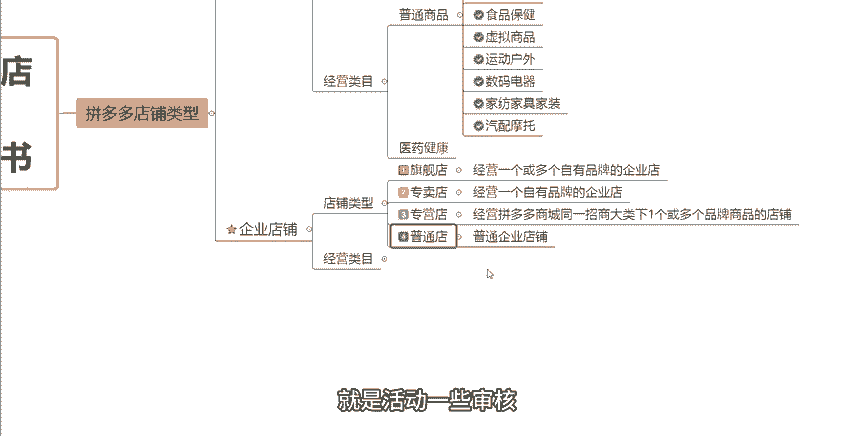 店
书
拼多多店铺类型
普通商品
食品保健
虚拟商品
运动户外
经营类目
数码电器
家纺家具家装
汽配摩托
医药健康
1旗舰店 经营一个或多个自有品牌的企业店
2专卖店 经营一个自有品牌的企业店
店铺类型
3专营店 经营拼多多商城同一招商大类下1个或多个品牌商品的店铺
企业店铺
4普通店 普通企业店铺
经营类目
就是活动一些审核